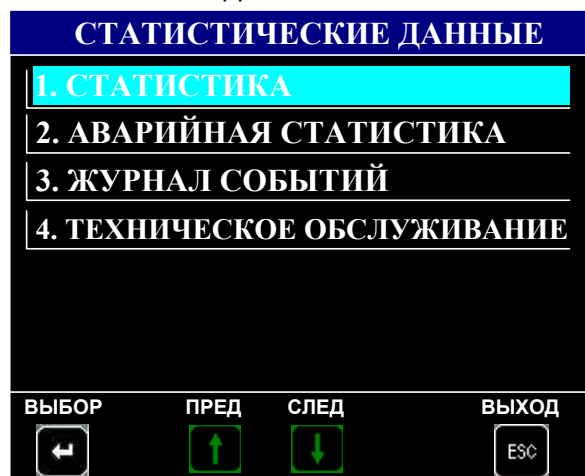 СТАТИСТИЧЕСКИЕ ДАННЫЕ
1. СТАТИСТИКА
2. АВАРИЙНАЯ СТАТИСТИКА
3. ЖУРНАЛ СОБЫТИЙ
4. ТЕХНИЧЕСКОЕ ОБСЛУЖИВАНИЕ
ВЫБОР ПРЕД СЛЕД ВЫХОД
ESC